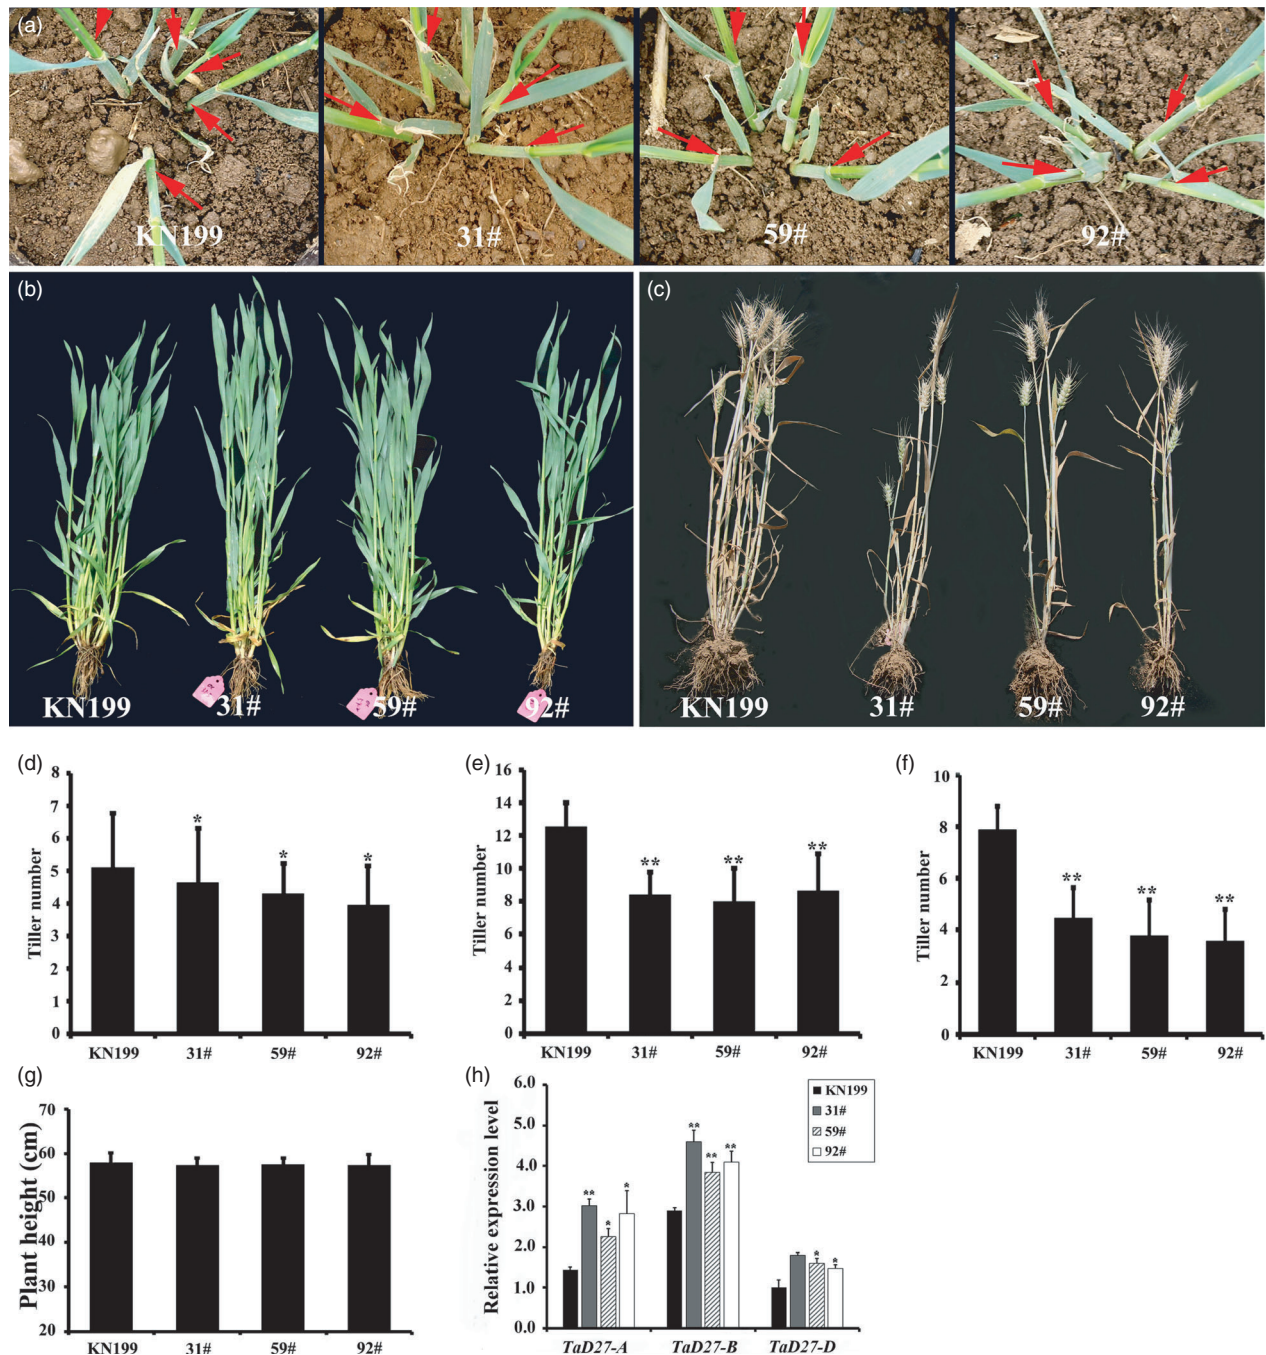 (a)
KN199 31# 59# 92#
(b)
KN199 31# 59# 92#
(c)
KN199 31# 59# 92#
(d)
Tiller number
8
7
6
5
4
3
2
1
0
* * *
KN199 31# 59# 92#
(e)
Tiller number
16
14
12
10
8
6
4
2
0
** ** **
KN199 31# 59# 92#
(f)
Tiller number
10
8
6
4
2
0
** ** **
KN199 31# 59# 92#
(g)
Plant height (cm)
70
60
50
40
30
20
KN199 31# 59# 92#
(h)
Relative expression level
6.0
5.0
4.0
3.0
2.0
1.0
0.0
** * *
** ** **
* *
KN199
31#
59#
92#
TaD27-A TaD27-B TaD27-D